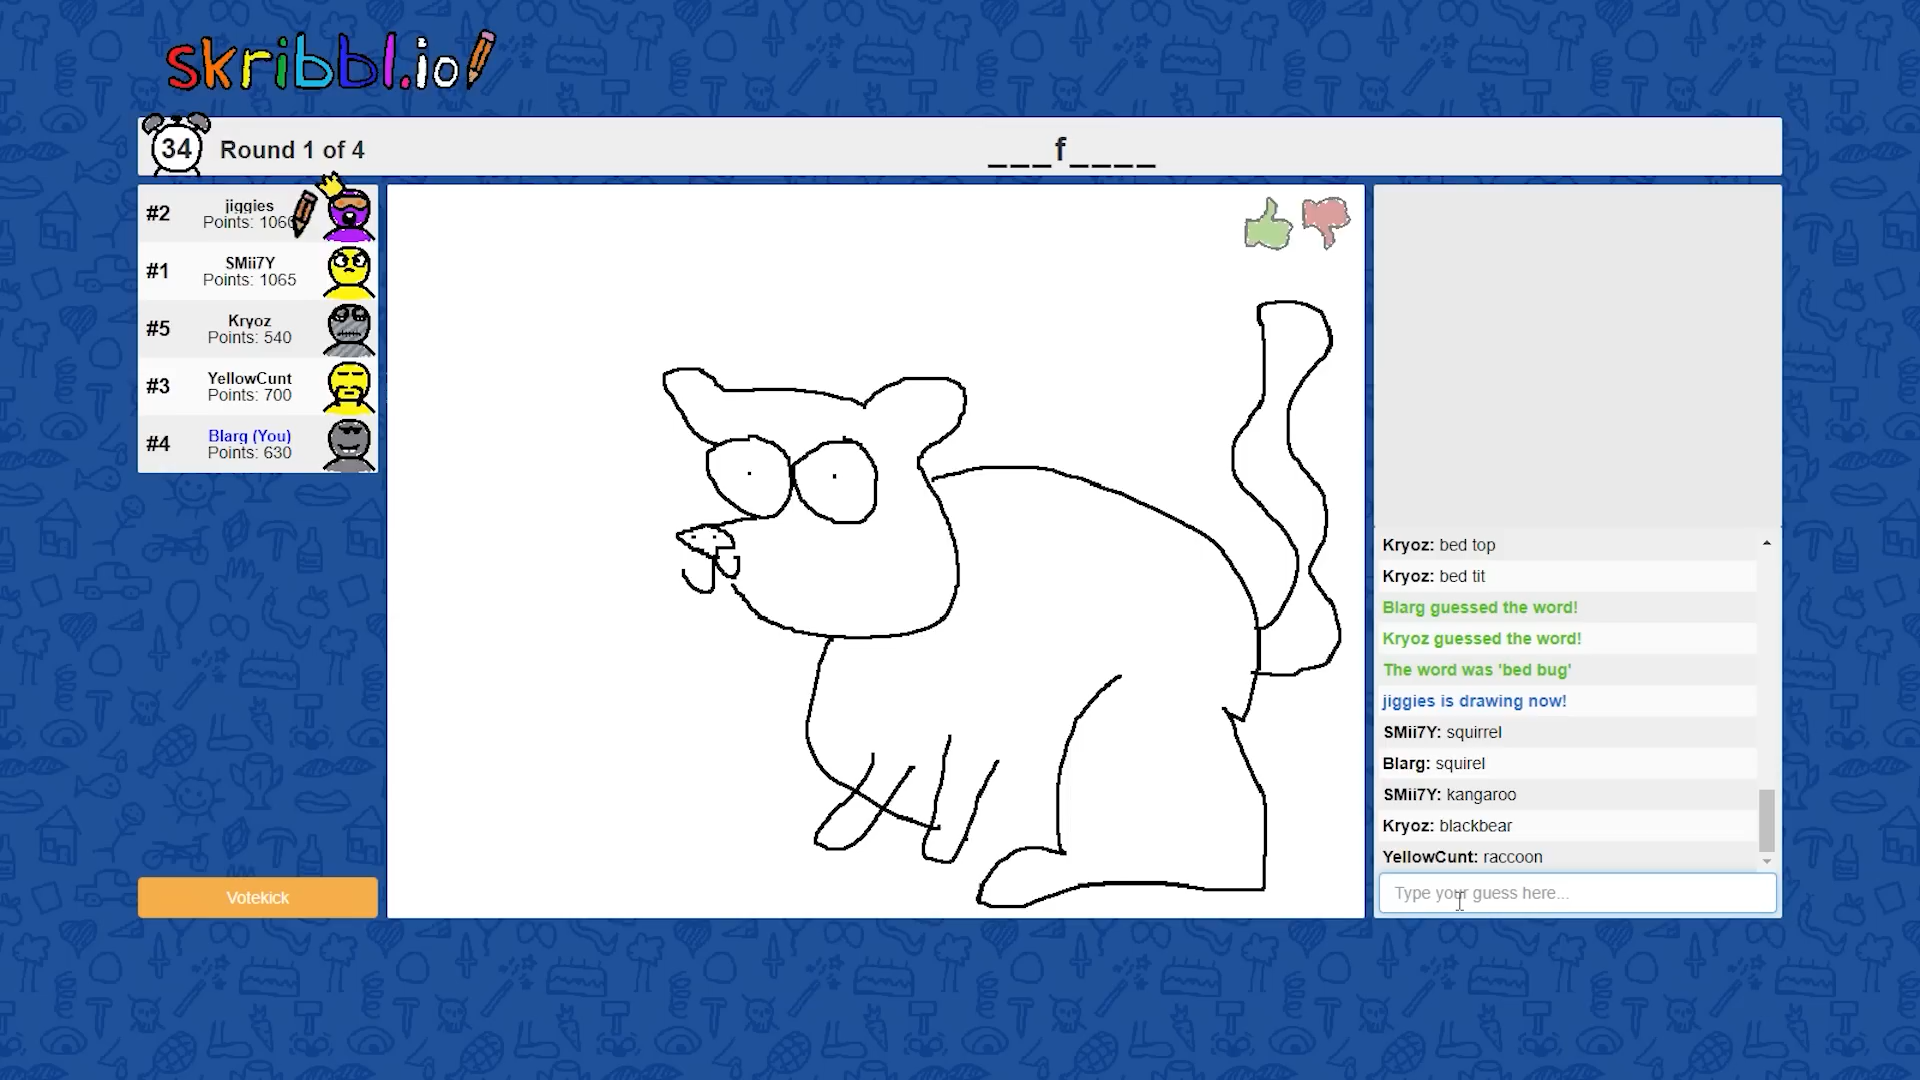 skribbl.io
34
Round 1 of 4
___f____
#2
jiggies
Points: 1066
#1
SMii7Y
Points: 1065
#5
Kryoz
Points: 540
#3
YellowCunt
Points: 700
#4
Blarg (You)
Points: 630
Votekick
Kryoz: bed top
Kryoz: bed tit
Blarg guessed the word!
Kryoz guessed the word!
The word was 'bed bug'
jiggies is drawing now!
SMii7Y: squirrel
Blarg: squirel
SMii7Y: kangaroo
Kryoz: blackbear
YellowCunt: raccoon
Type your guess here...